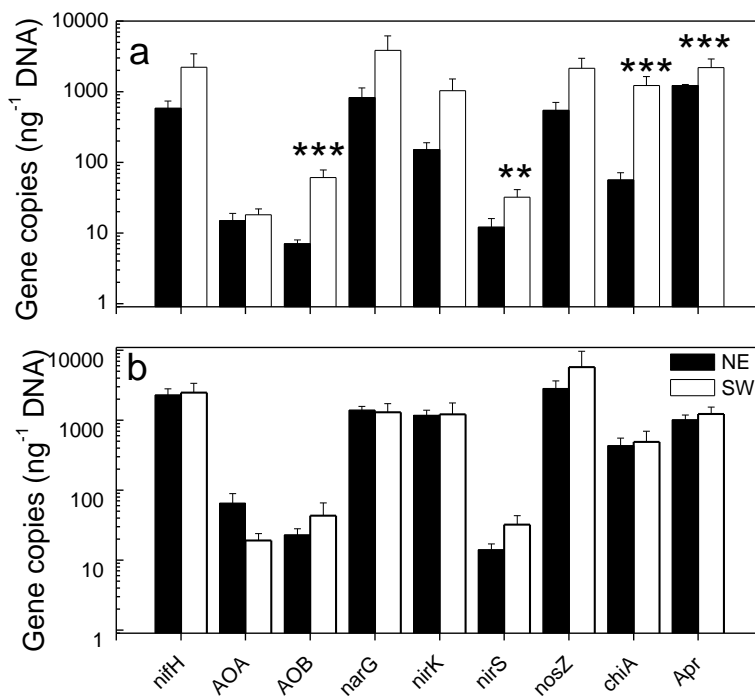 a
Gene copies (ng⁻¹ DNA)
10000
1000
100
10
1
***
**
***
***
b
Gene copies (ng⁻¹ DNA)
10000
1000
100
10
1
NE
SW
nifH
AOA
AOB
narG
nirK
nirS
nosZ
chiA
Apr